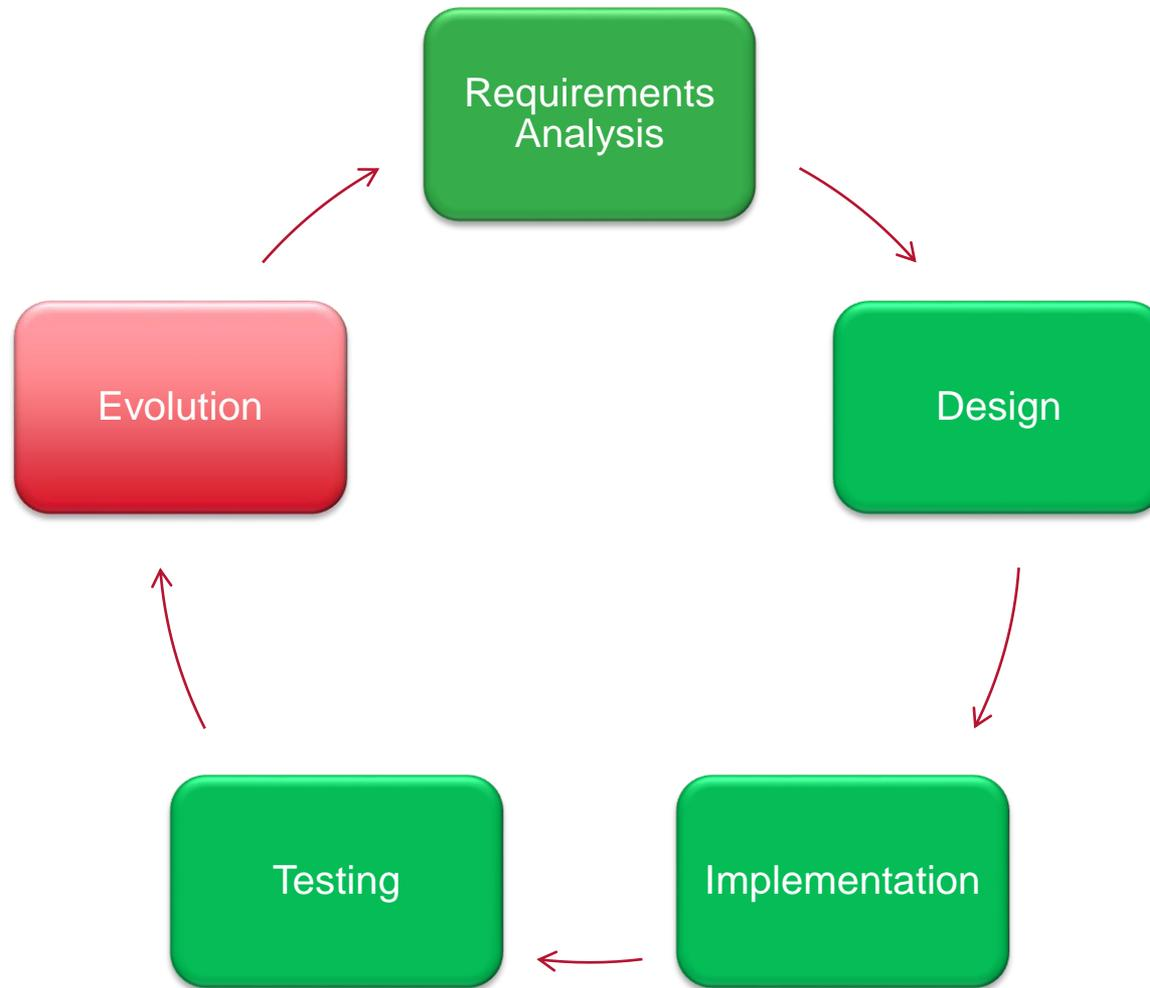 Requirements
Analysis
Evolution
Design
Testing
Implementation